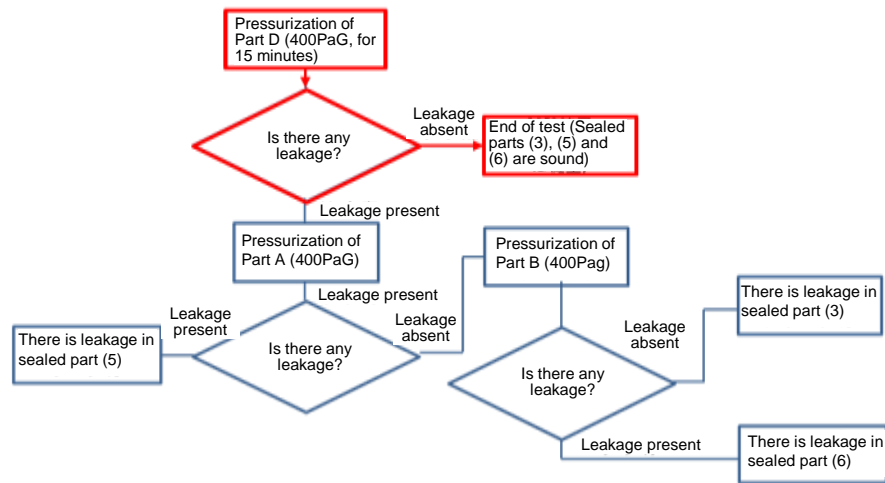 Pressurization of
Part D (400PaG, for
15 minutes)
Is there any
leakage?
Leakage
absent
End of test (Sealed
parts (3), (5) and
(6) are sound)
Leakage present
Pressurization of
Part A (400PaG)
Leakage present
Is there any
leakage?
Leakage
present
There is leakage in
sealed part (5)
Leakage
absent
Pressurization of
Part B (400Pag)
Is there any
leakage?
Leakage
absent
There is leakage in
sealed part (3)
Leakage present
There is leakage in
sealed part (6)